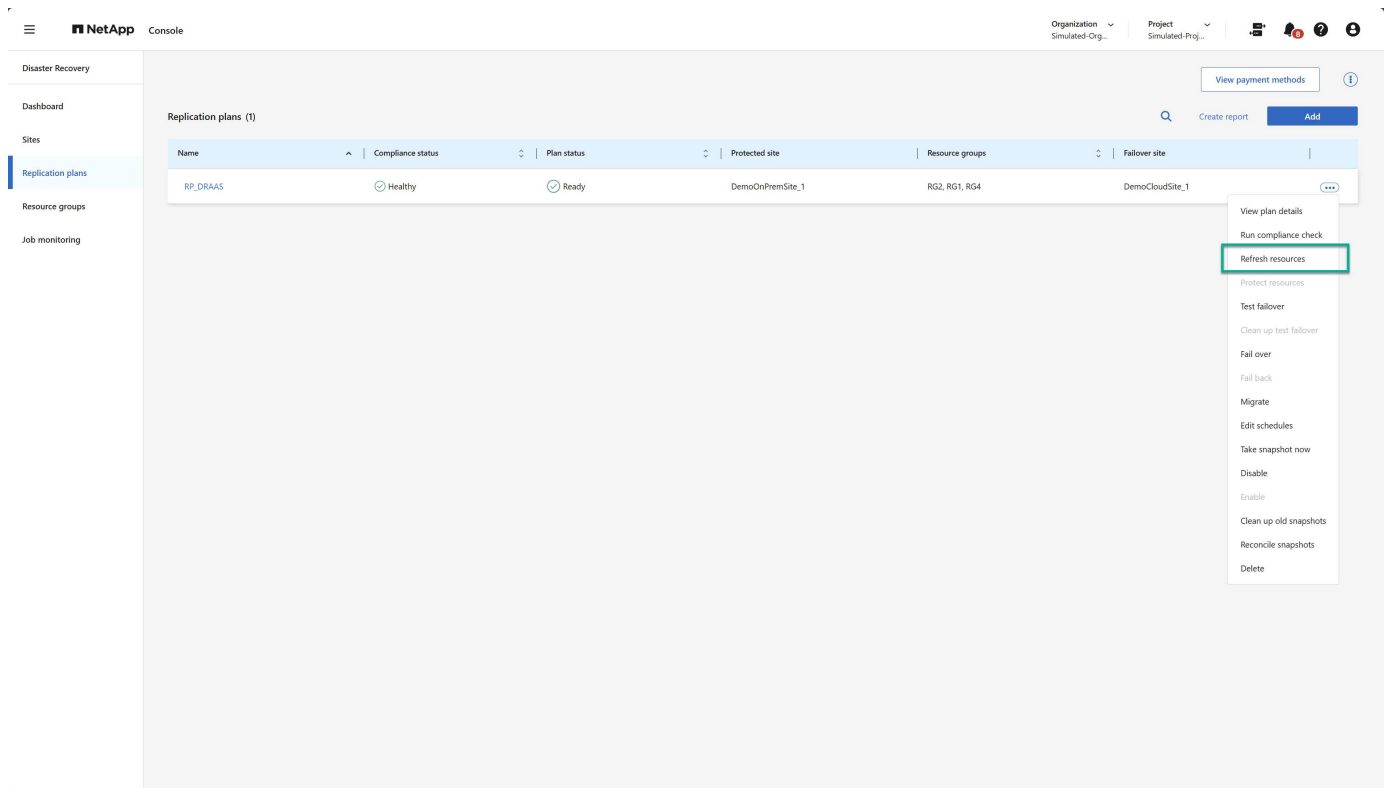 NetApp Console
Organization
Simulated-Org...
Project
Simulated-Proj...
8
Disaster Recovery
Dashboard
Sites
Replication plans
Resource groups
Job monitoring
View payment methods
Replication plans (1)
Create report
Add
Name
Compliance status
Plan status
Protected site
Resource groups
Failover site
RP_DRAAS
Healthy
Ready
DemoOnPremSite_1
RG2, RG1, RG4
DemoCloudSite_1
View plan details
Run compliance check
Refresh resources
Protect resources
Test failover
Clean up test failover
Fail over
Fail back
Migrate
Edit schedules
Take snapshot now
Disable
Enable
Clean up old snapshots
Reconcile snapshots
Delete